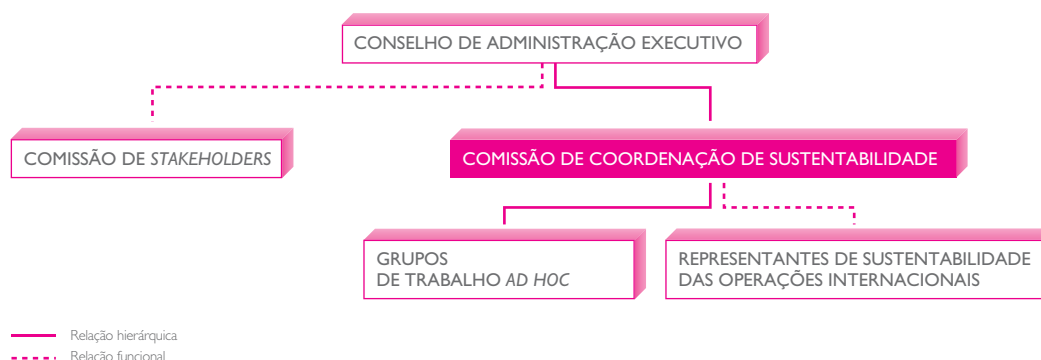 CONSELHO DE ADMINISTRAÇÃO EXECUTIVO
COMISSÃO DE STAKEHOLDERS
COMISSÃO DE COORDENAÇÃO DE SUSTENTABILIDADE
GRUPOS
DE TRABALHO AD HOC
REPRESENTANTES DE SUSTENTABILIDADE
DAS OPERAÇÕES INTERNACIONAIS
Relação hierárquica
Relação funcional